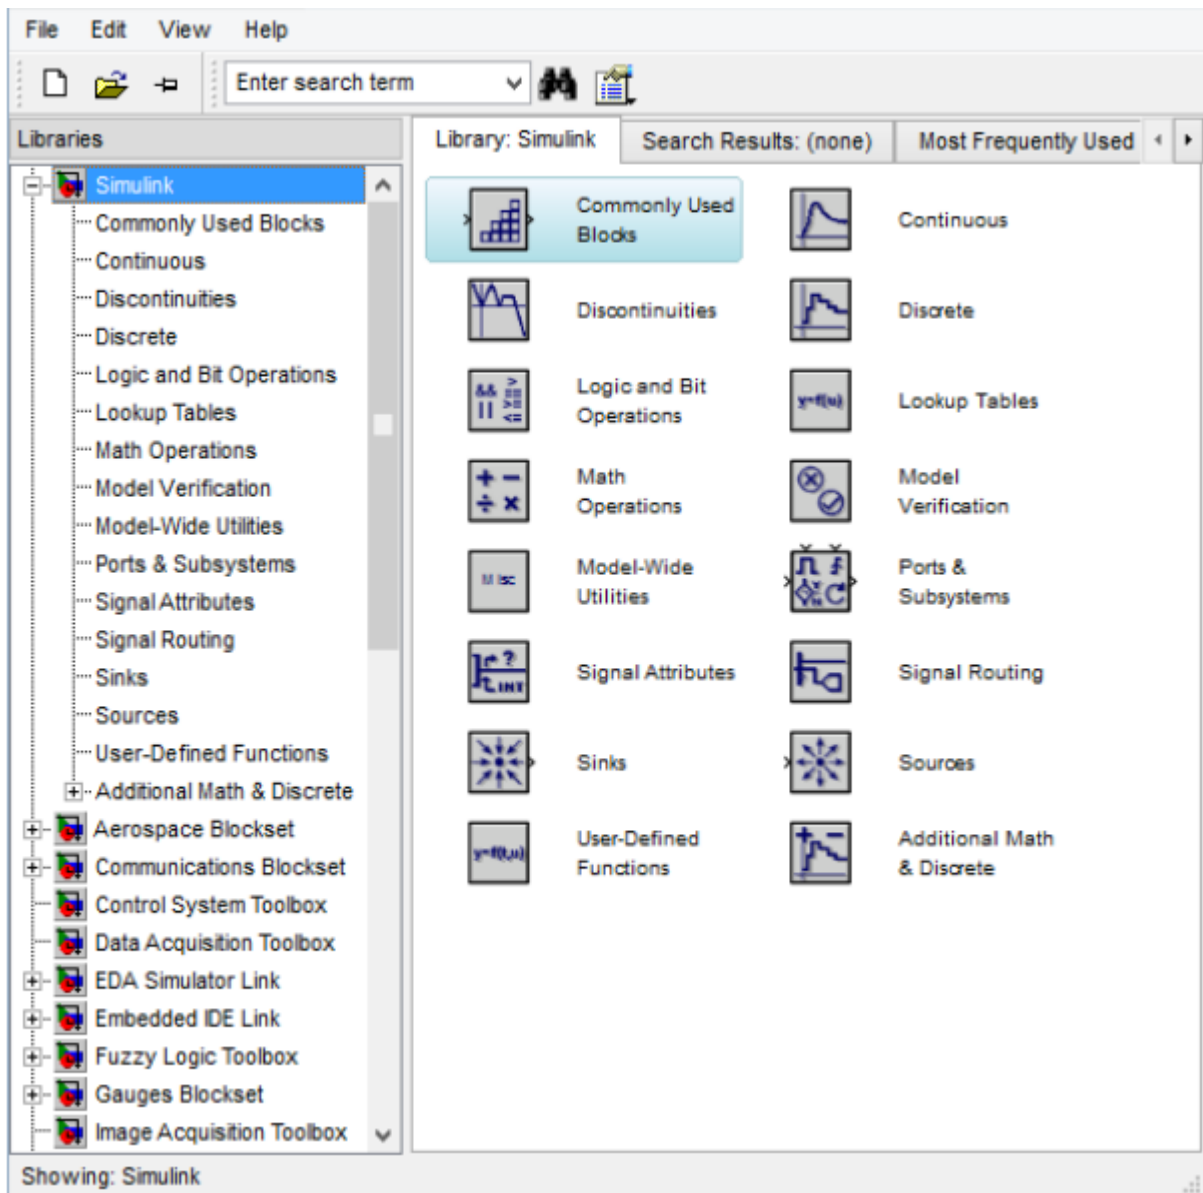 File Edit View Help
Enter search term
Libraries
Library: Simulink Search Results: (none) Most Frequently Used
Simulink
Commonly Used Blocks
Continuous
Discontinuities
Discrete
Logic and Bit Operations
Lookup Tables
Math Operations
Model Verification
Model-Wide Utilities
Ports & Subsystems
Signal Attributes
Signal Routing
Sinks
Sources
User-Defined Functions
Additional Math & Discrete
Aerospace Blockset
Communications Blockset
Control System Toolbox
Data Acquisition Toolbox
EDA Simulator Link
Embedded IDE Link
Fuzzy Logic Toolbox
Gauges Blockset
Image Acquisition Toolbox
Commonly Used
Blocks
Continuous
Discontinuities
Discrete
&& >
|| >=
<=
Logic and Bit
Operations
y=f(u)
Lookup Tables
+ −
÷ ×
Math
Operations
Model
Verification
Misc
Model-Wide
Utilities
Ports &
Subsystems
?
INT
Signal Attributes
Signal Routing
Sinks
Sources
y=f(t,u)
User-Defined
Functions
+ −
Additional Math
& Discrete
Showing: Simulink